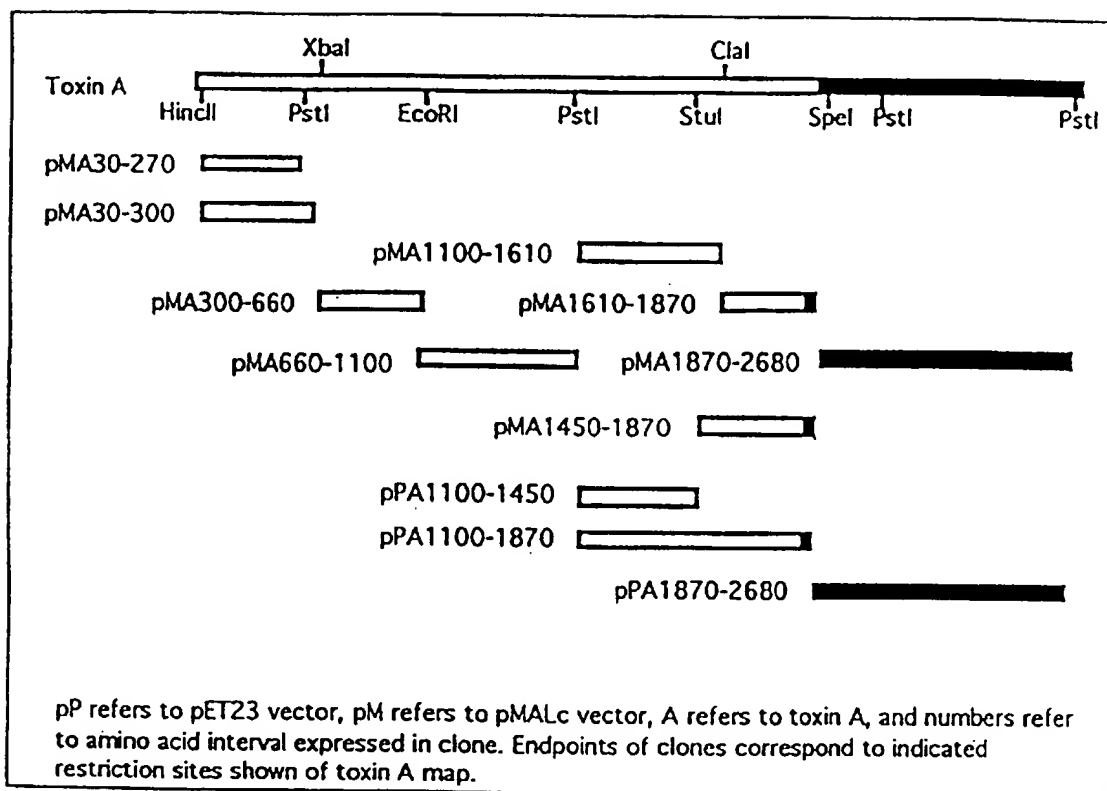 XbaI ClaI
Toxin A
HincII PstI EcoRI PstI StuI SpeI PstI PstI
pMA30-270
pMA30-300
pMA1100-1610
pMA300-660 pMA1610-1870
pMA660-1100 pMA1870-2680
pMA1450-1870
pPA1100-1450
pPA1100-1870
pPA1870-2680
pP refers to pET23 vector, pM refers to pMALc vector, A refers to toxin A, and numbers refer
to amino acid interval expressed in clone. Endpoints of clones correspond to indicated
restriction sites shown of toxin A map.